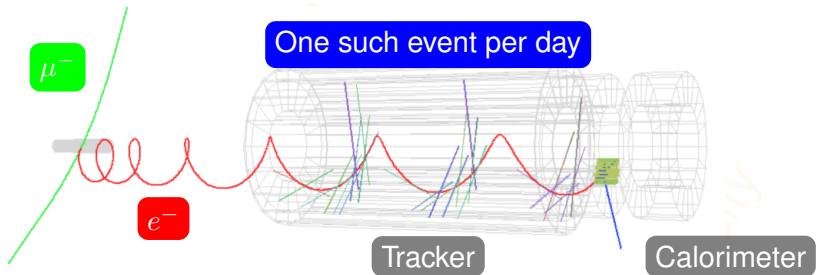 One such event per day
μ⁻
e⁻
Tracker
Calorimeter